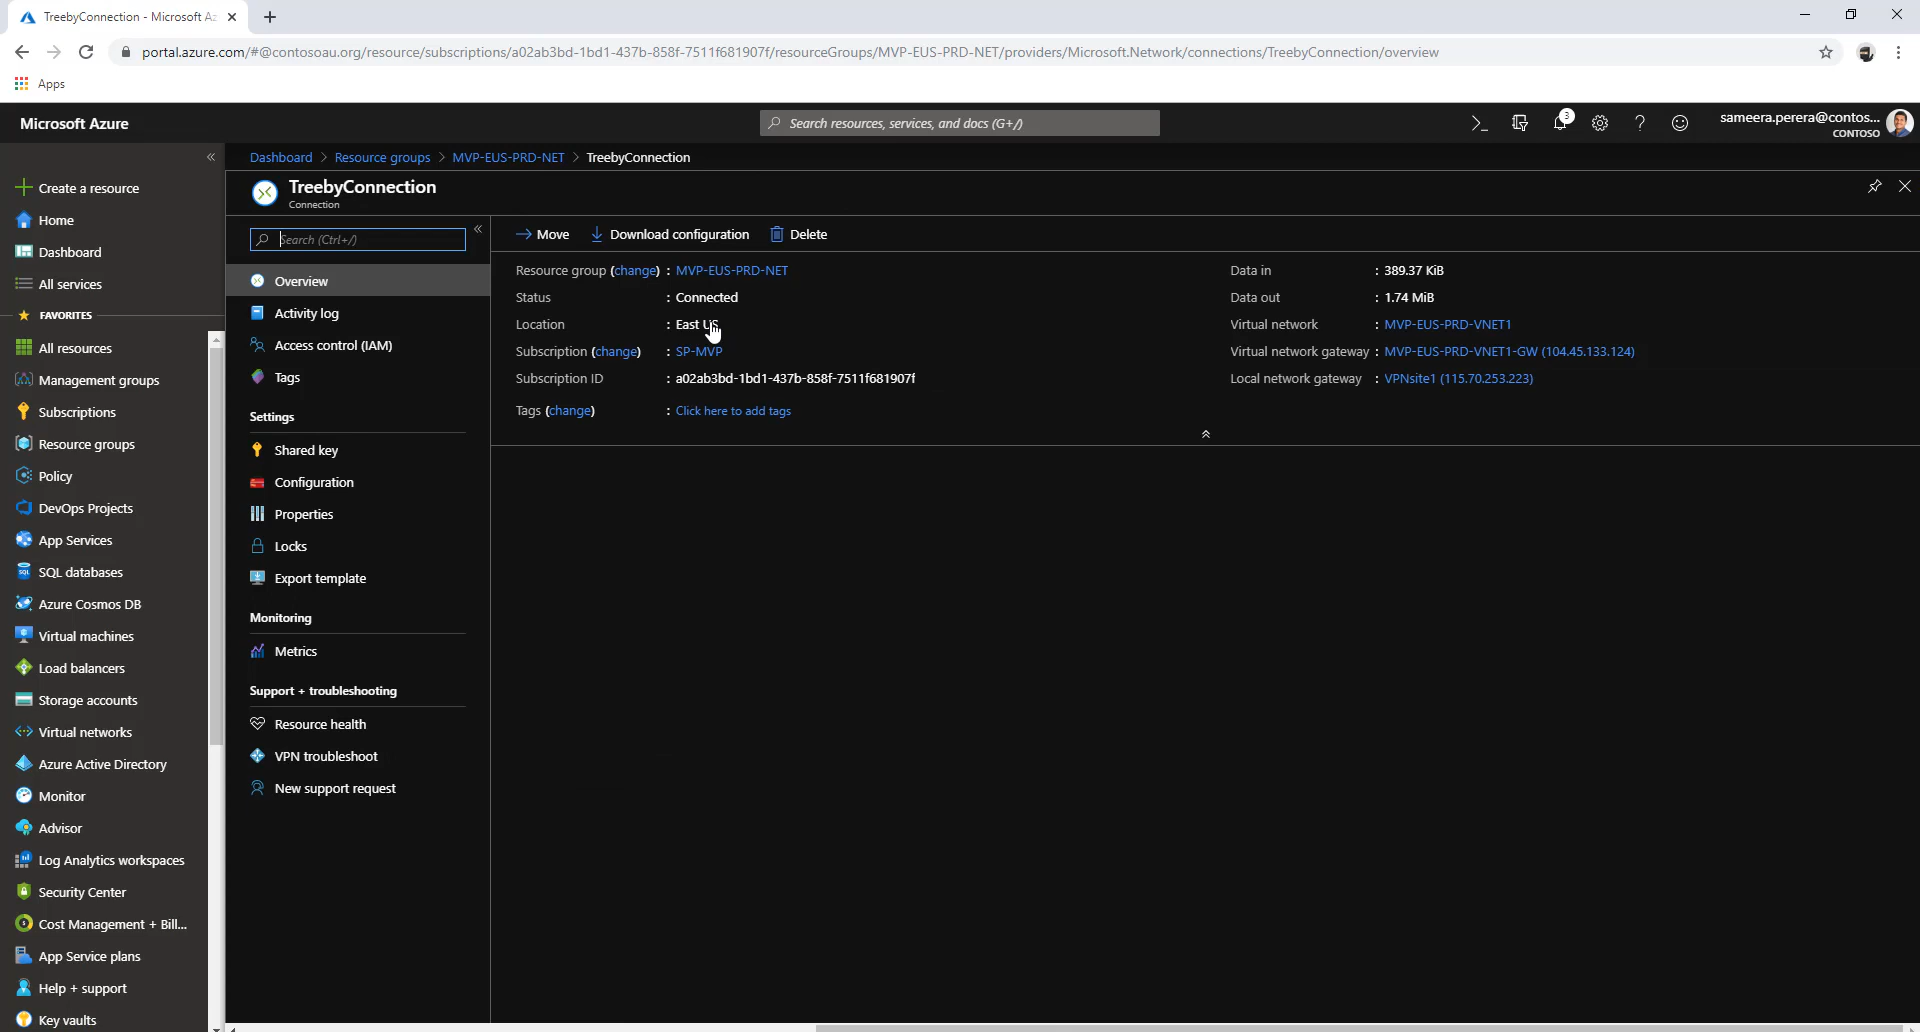 TreebyConnection - Microsoft Az
portal.azure.com/#@contosoau.org/resource/subscriptions/a02ab3bd-1bd1-437b-858f-7511f681907f/resourceGroups/MVP-EUS-PRD-NET/providers/Microsoft.Network/connections/TreebyConnection/overview
Apps
Microsoft Azure
Search resources, services, and docs (G+/)
3
sameera.perera@contos...
CONTOSO
Dashboard > Resource groups > MVP-EUS-PRD-NET > TreebyConnection
TreebyConnection
Connection
Create a resource
Home
Dashboard
All services
FAVORITES
All resources
Management groups
Subscriptions
Resource groups
Policy
DevOps Projects
App Services
SQL databases
Azure Cosmos DB
Virtual machines
Load balancers
Storage accounts
Virtual networks
Azure Active Directory
Monitor
Advisor
Log Analytics workspaces
Security Center
Cost Management + Bill...
App Service plans
Help + support
Key vaults
Search (Ctrl+/)
Overview
Activity log
Access control (IAM)
Tags
Settings
Shared key
Configuration
Properties
Locks
Export template
Monitoring
Metrics
Support + troubleshooting
Resource health
VPN troubleshoot
New support request
Move Download configuration Delete
Resource group (change) : MVP-EUS-PRD-NET
Status : Connected
Location : East US
Subscription (change) : SP-MVP
Subscription ID : a02ab3bd-1bd1-437b-858f-7511f681907f
Tags (change) : Click here to add tags
Data in : 389.37 KiB
Data out : 1.74 MiB
Virtual network : MVP-EUS-PRD-VNET1
Virtual network gateway : MVP-EUS-PRD-VNET1-GW (104.45.133.124)
Local network gateway : VPNsite1 (115.70.253.223)